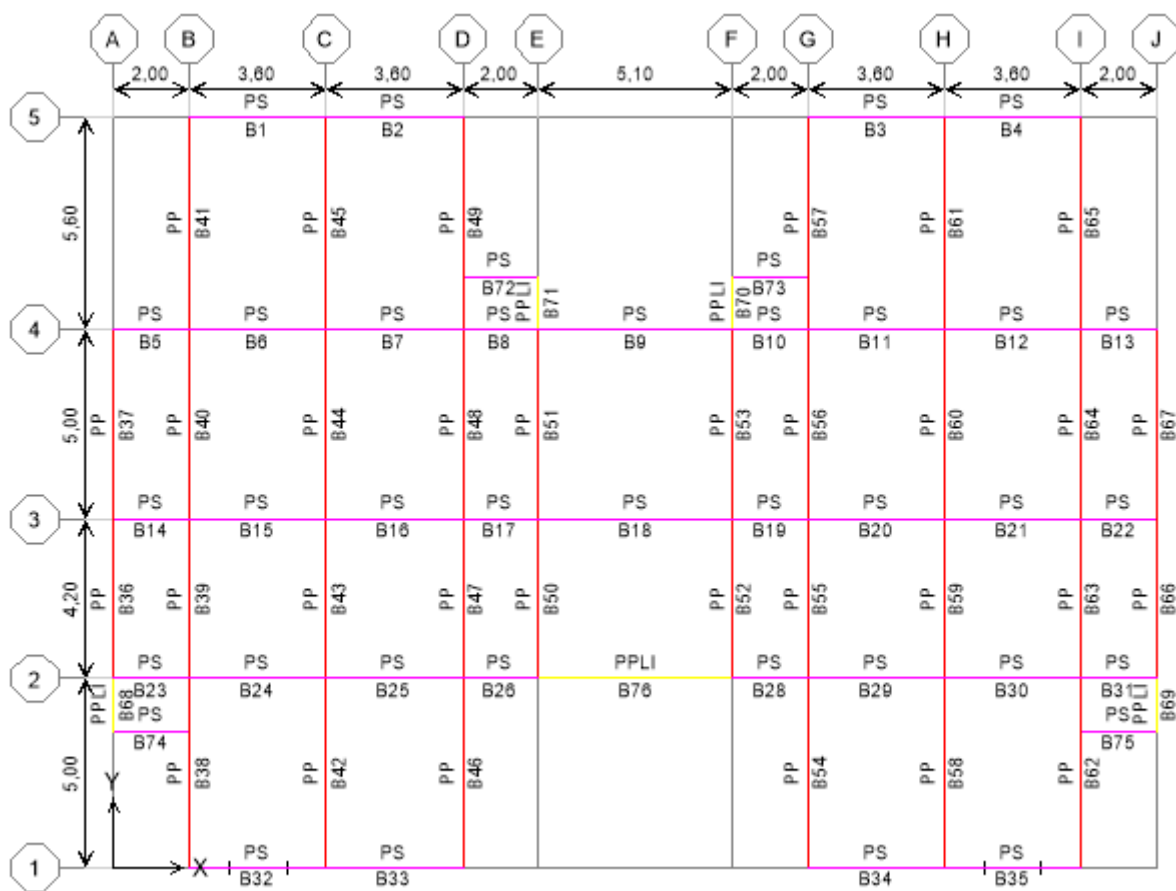 A B C D E F G H I J
2,00 3,60 3,60 2,00 5,10 2,00 3,60 3,60 2,00
PS PS PS PS
5
B1 B2 B3 B4
5,60 PP B41 PP B45 PP B49 PP B57 PP B61 PP B65
PS PS
B72 PPLI B71 PPLI B70 B73
PS PS PS PS PS PS PS PS PS
4
B5 B6 B7 B8 B9 B10 B11 B12 B13
5,00 PP B37 PP B40 PP B44 PP B48 PP B51 PP B53 PP B56 PP B60 PP B64 PP B67
PS PS PS PS PS PS PS PS PS
3
B14 B15 B16 B17 B18 B19 B20 B21 B22
4,20 PP B36 PP B39 PP B43 PP B47 PP B50 PP B52 PP B55 PP B59 PP B63 PP B66
PS PS PS PS PPLI PS PS PS PS
2
B23 B24 B25 B26 B76 B28 B29 B30 B31
PPLI B68 PS PS PPLI B69
B74 B75
5,00 Y PP B38 PP B42 PP B46 PP B54 PP B58 PP B62
PS PS PS PS
1 X
B32 B33 B34 B35